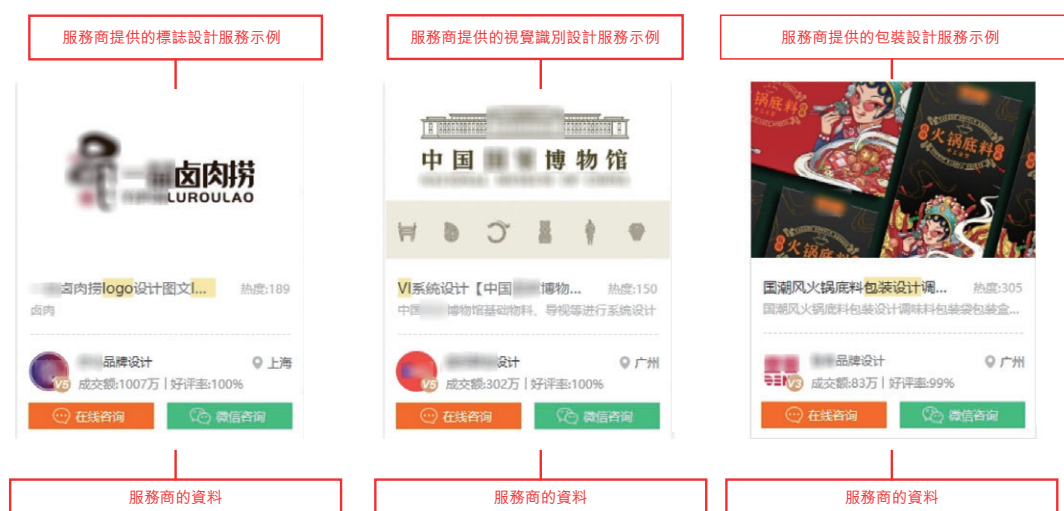 服務商提供的標誌設計服務示例
服務商提供的視覺識別設計服務示例
服務商提供的包裝設計服務示例
一 卤肉捞
LUROULAO
卤肉捞logo设计图文l...
热度:189
卤肉
品牌设计
上海
V5
成交额:1007万 | 好评率:100%
在线咨询
微信咨询
中国 博物馆
VI系统设计【中国 博物...
热度:150
中国 博物馆基础物料、导视等进行系统设计
设计
广州
V5
成交额:302万 | 好评率:100%
在线咨询
微信咨询
火锅底料
火锅底料
火锅底料
国潮风火锅底料包装设计调...
热度:305
国潮风火锅底料包装设计调味料包装袋包装盒...
品牌设计
广州
V3
成交额:83万 | 好评率:99%
在线咨询
微信咨询
服務商的資料
服務商的資料
服務商的資料